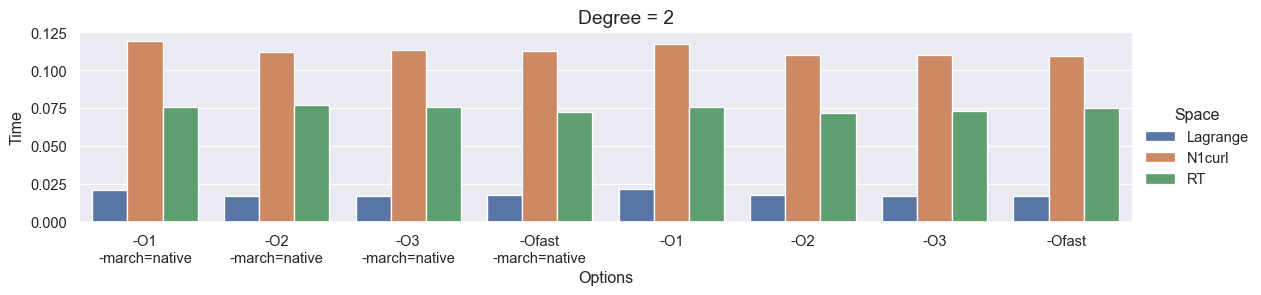 Degree = 2
Time
0.125
0.100
0.075
0.050
0.025
0.000
-O1
-march=native
-O2
-march=native
-O3
-march=native
-Ofast
-march=native
-O1
-O2
-O3
-Ofast
Options
Space
Lagrange
N1curl
RT